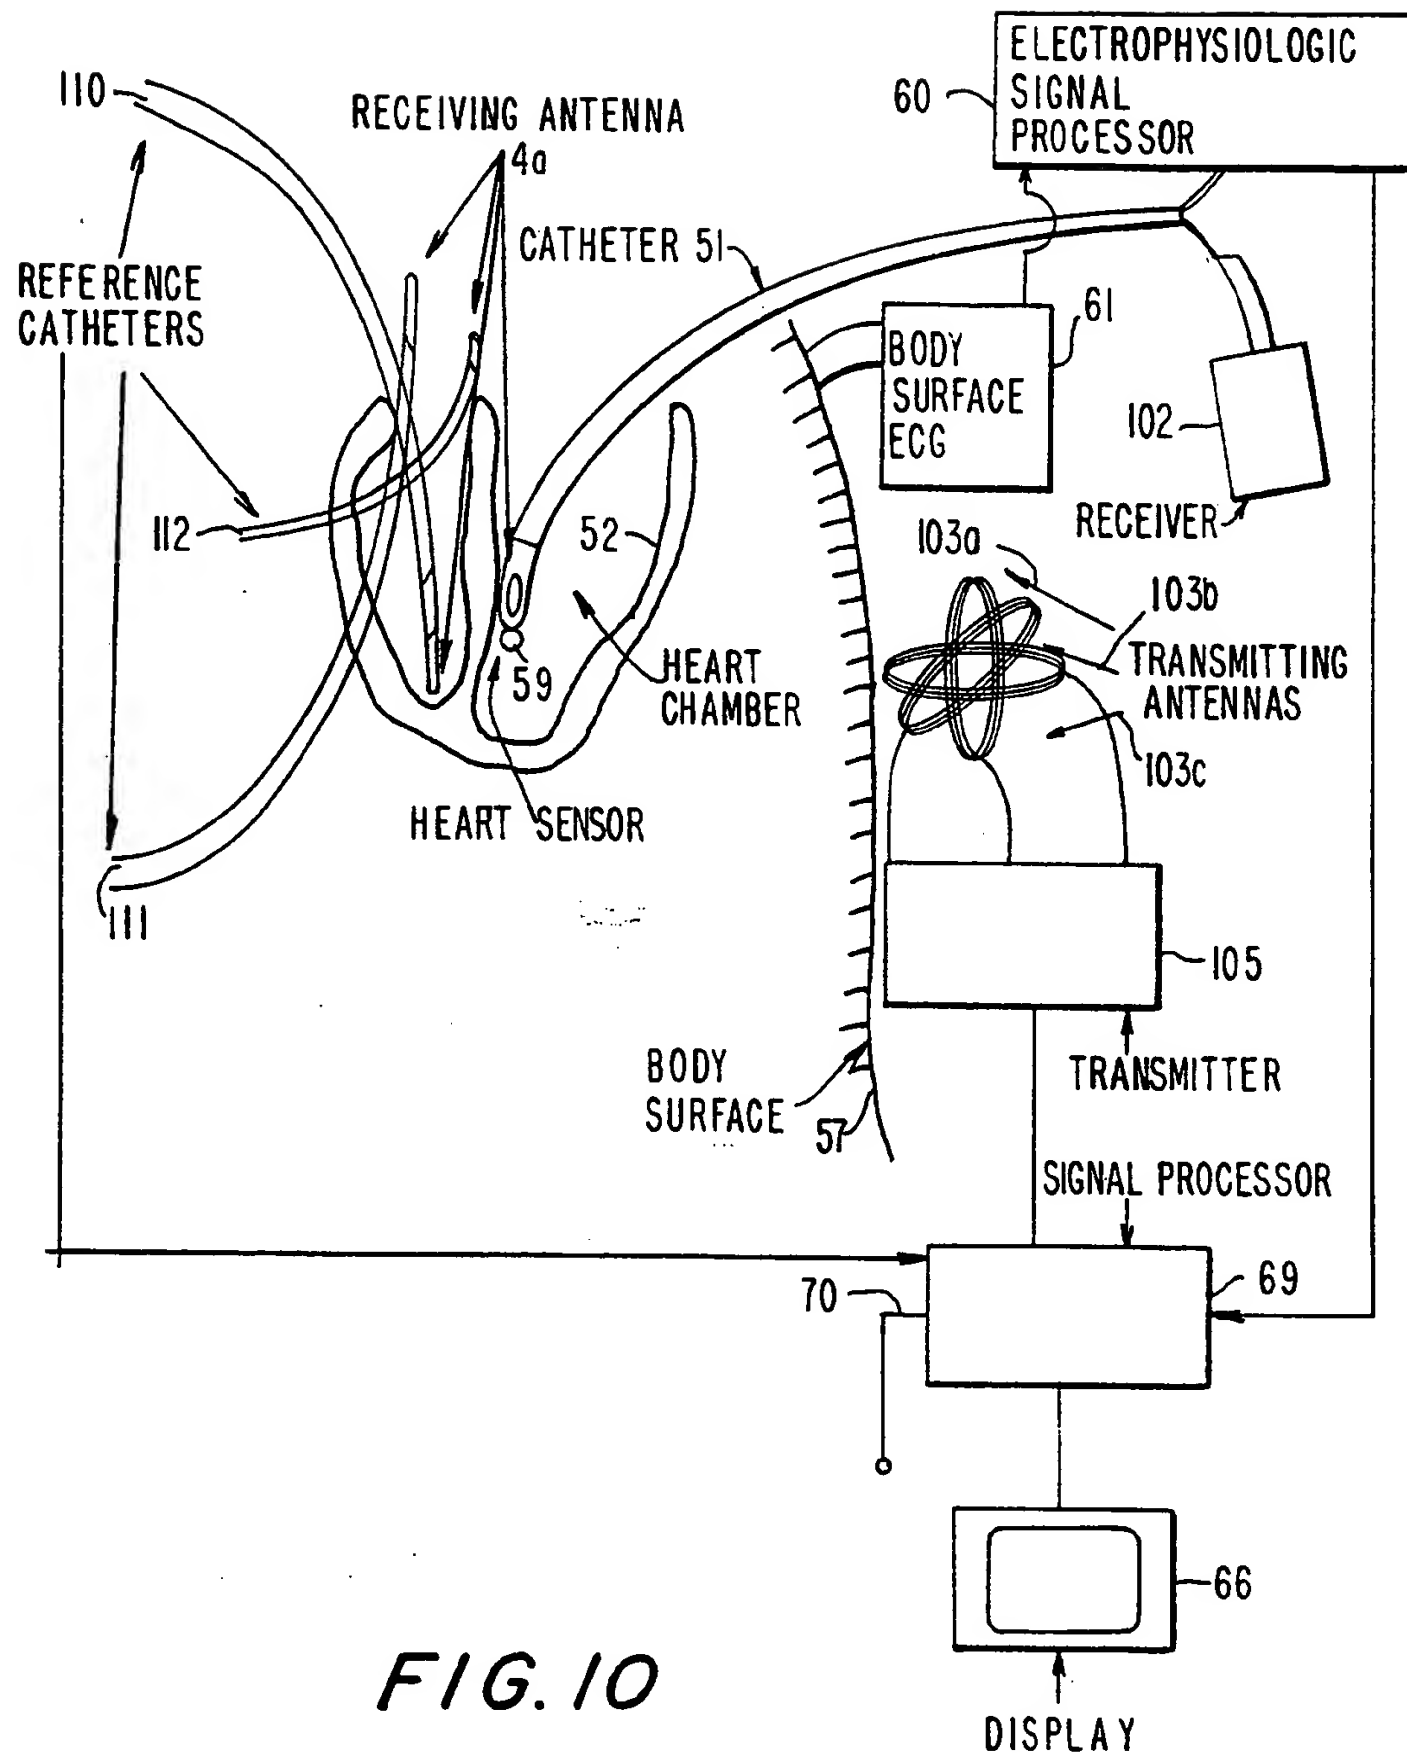 ELECTROPHYSIOLOGIC
SIGNAL
PROCESSOR
60
110
RECEIVING ANTENNA
4a
CATHETER 51
REFERENCE
CATHETERS
61
BODY
SURFACE
ECG
102
RECEIVER
112
52
103a
103b
TRANSMITTING
ANTENNAS
59
HEART
CHAMBER
103c
HEART SENSOR
111
105
BODY
SURFACE
57
TRANSMITTER
SIGNAL PROCESSOR
70
69
66
FIG. 10
DISPLAY